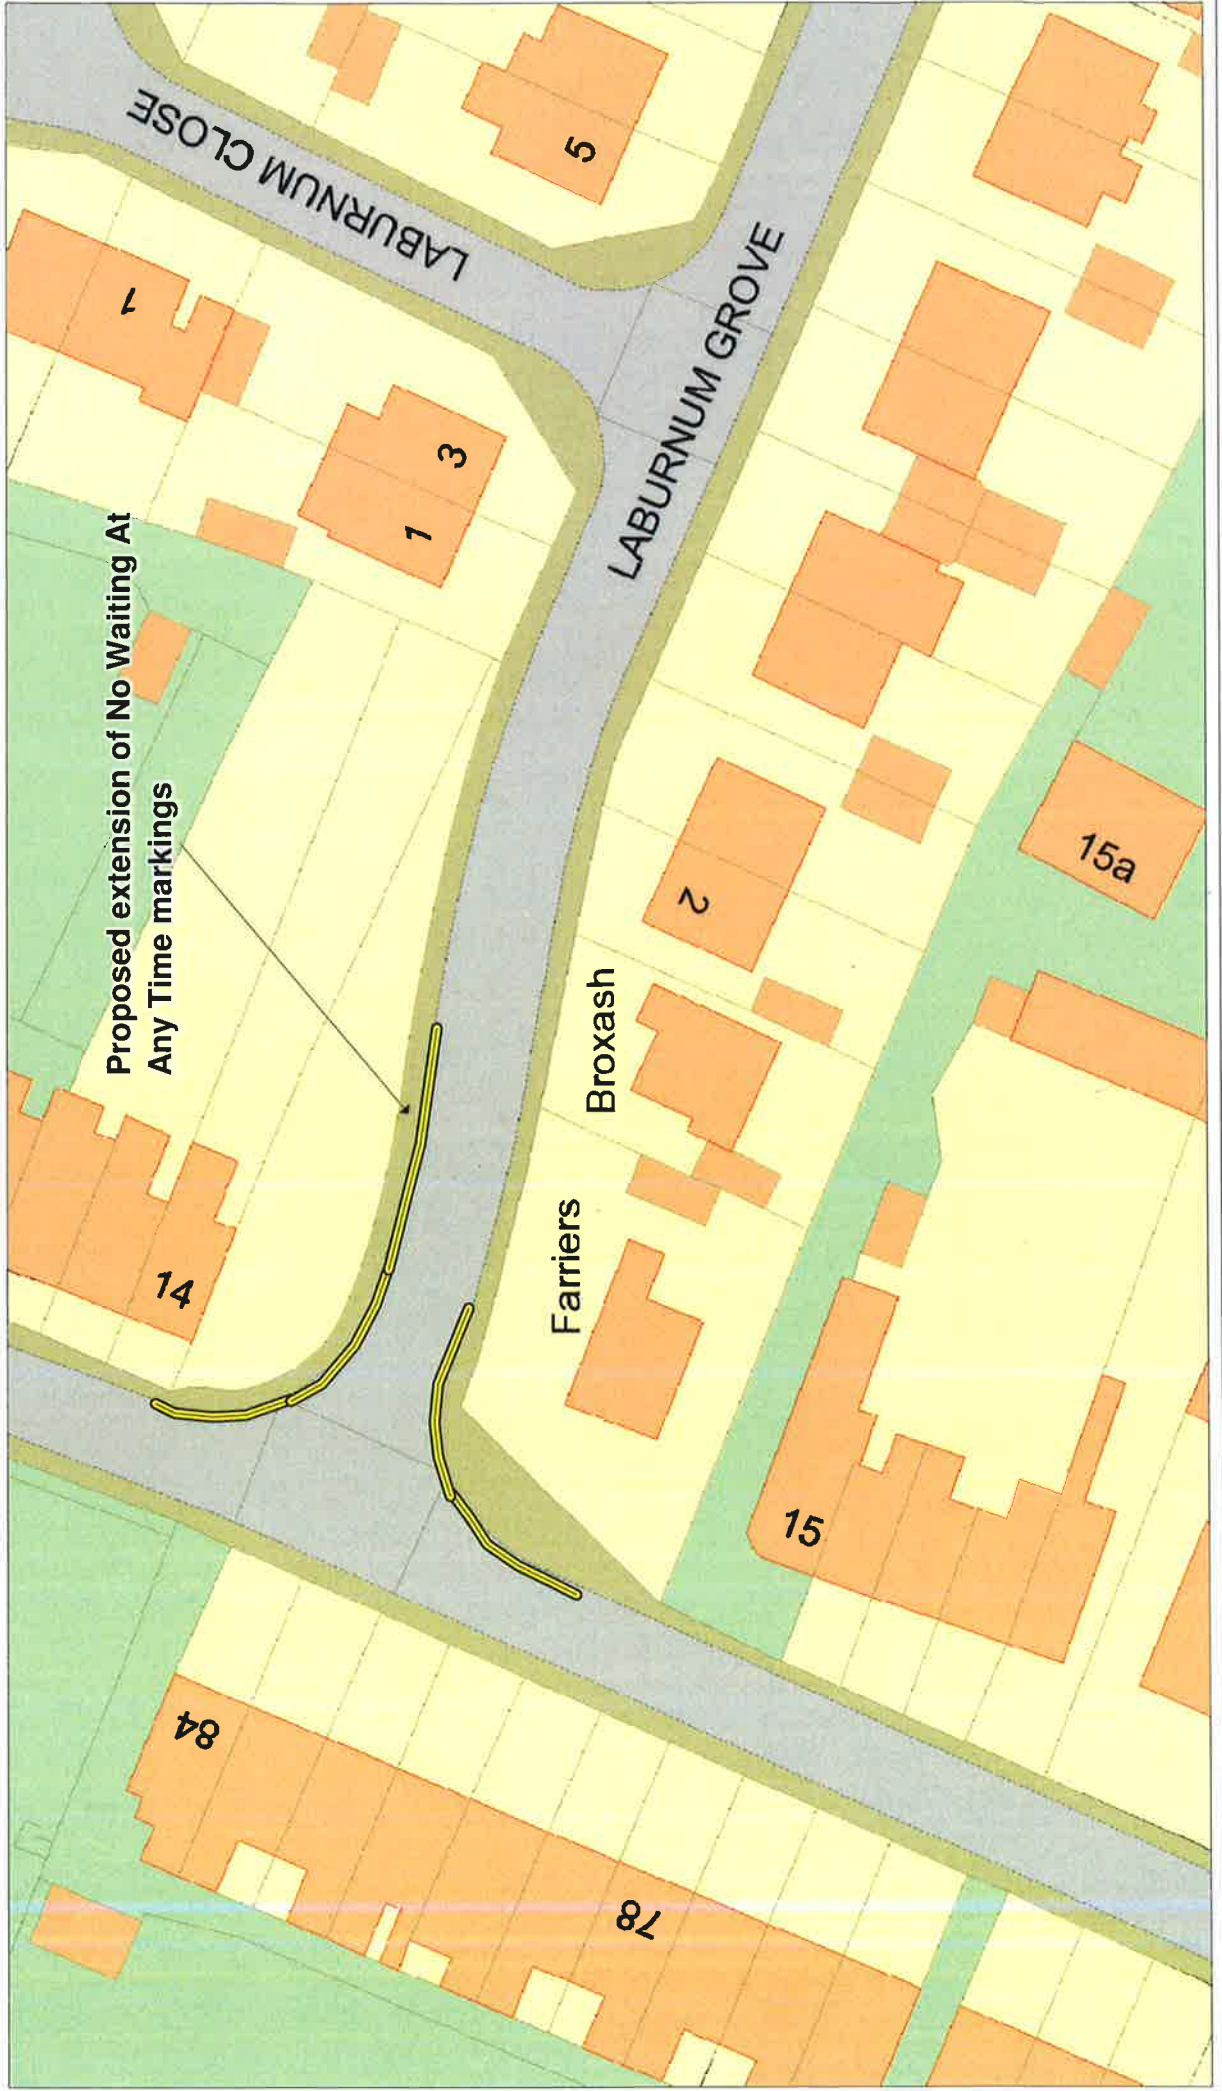 Proposed extension of No Waiting At
Any Time markings
LABURNUM CLOSE
LABURNUM GROVE
1
3
1
5
14
2
Broxash
Farriers
15a
15
84
78